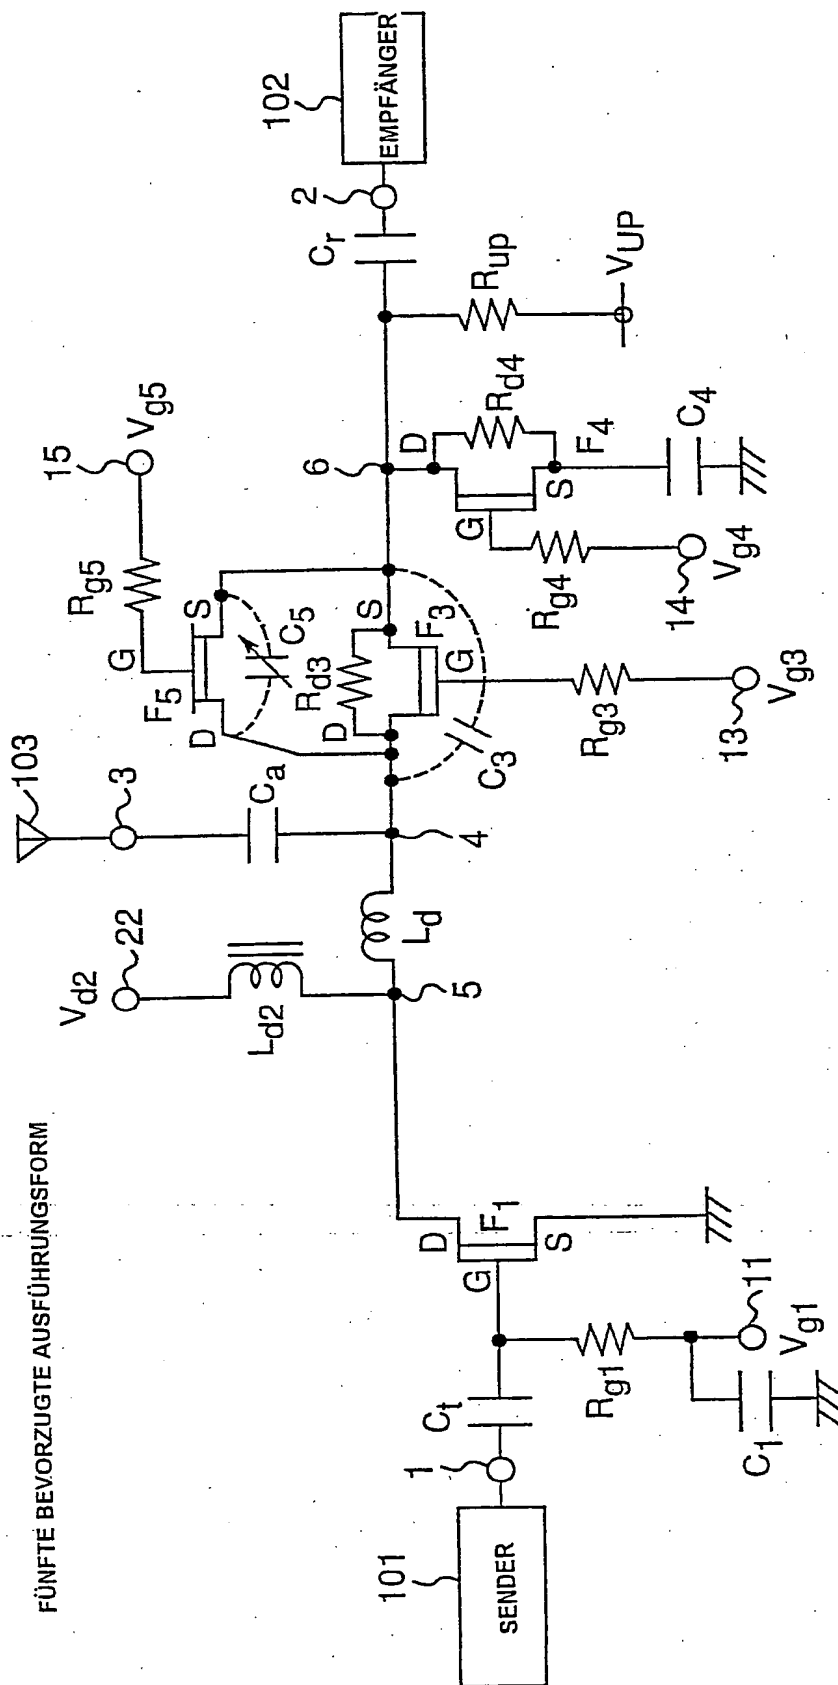 FÜNFTE BEVORZUGTE AUSFÜHRUNGSFORM
101
SENDER
1
Ct
Rg1
C1
11
Vg1
G
D
F1
S
Vd2
22
Ld2
5
Ld
103
3
Ca
4
15
Vg5
Rg5
G
F5
D
S
C5
Rd3
D
S
F3
G
C3
Rg3
13
Vg3
6
D
Rd4
G
S
F4
Rg4
14
Vg4
C4
Rup
VUP
Cr
2
102
EMPFÄNGER